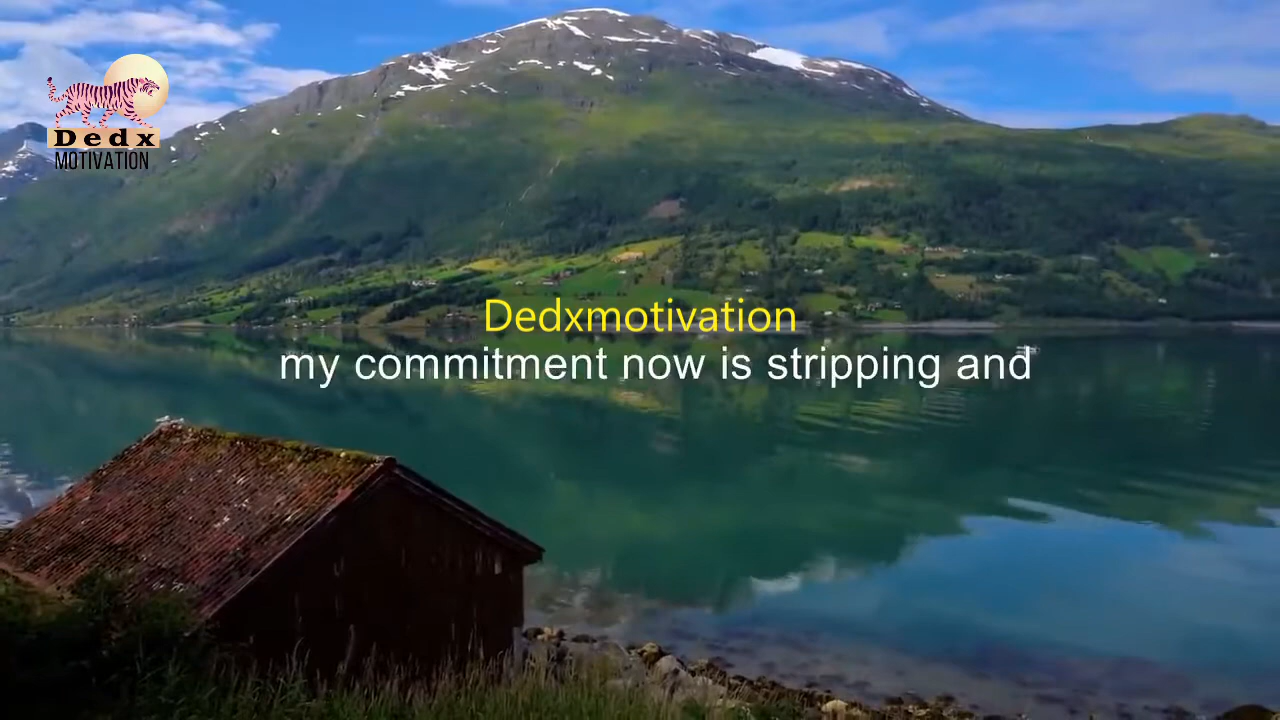 Dedx
MOTIVATION
Dedxmotivation
my commitment now is stripping and